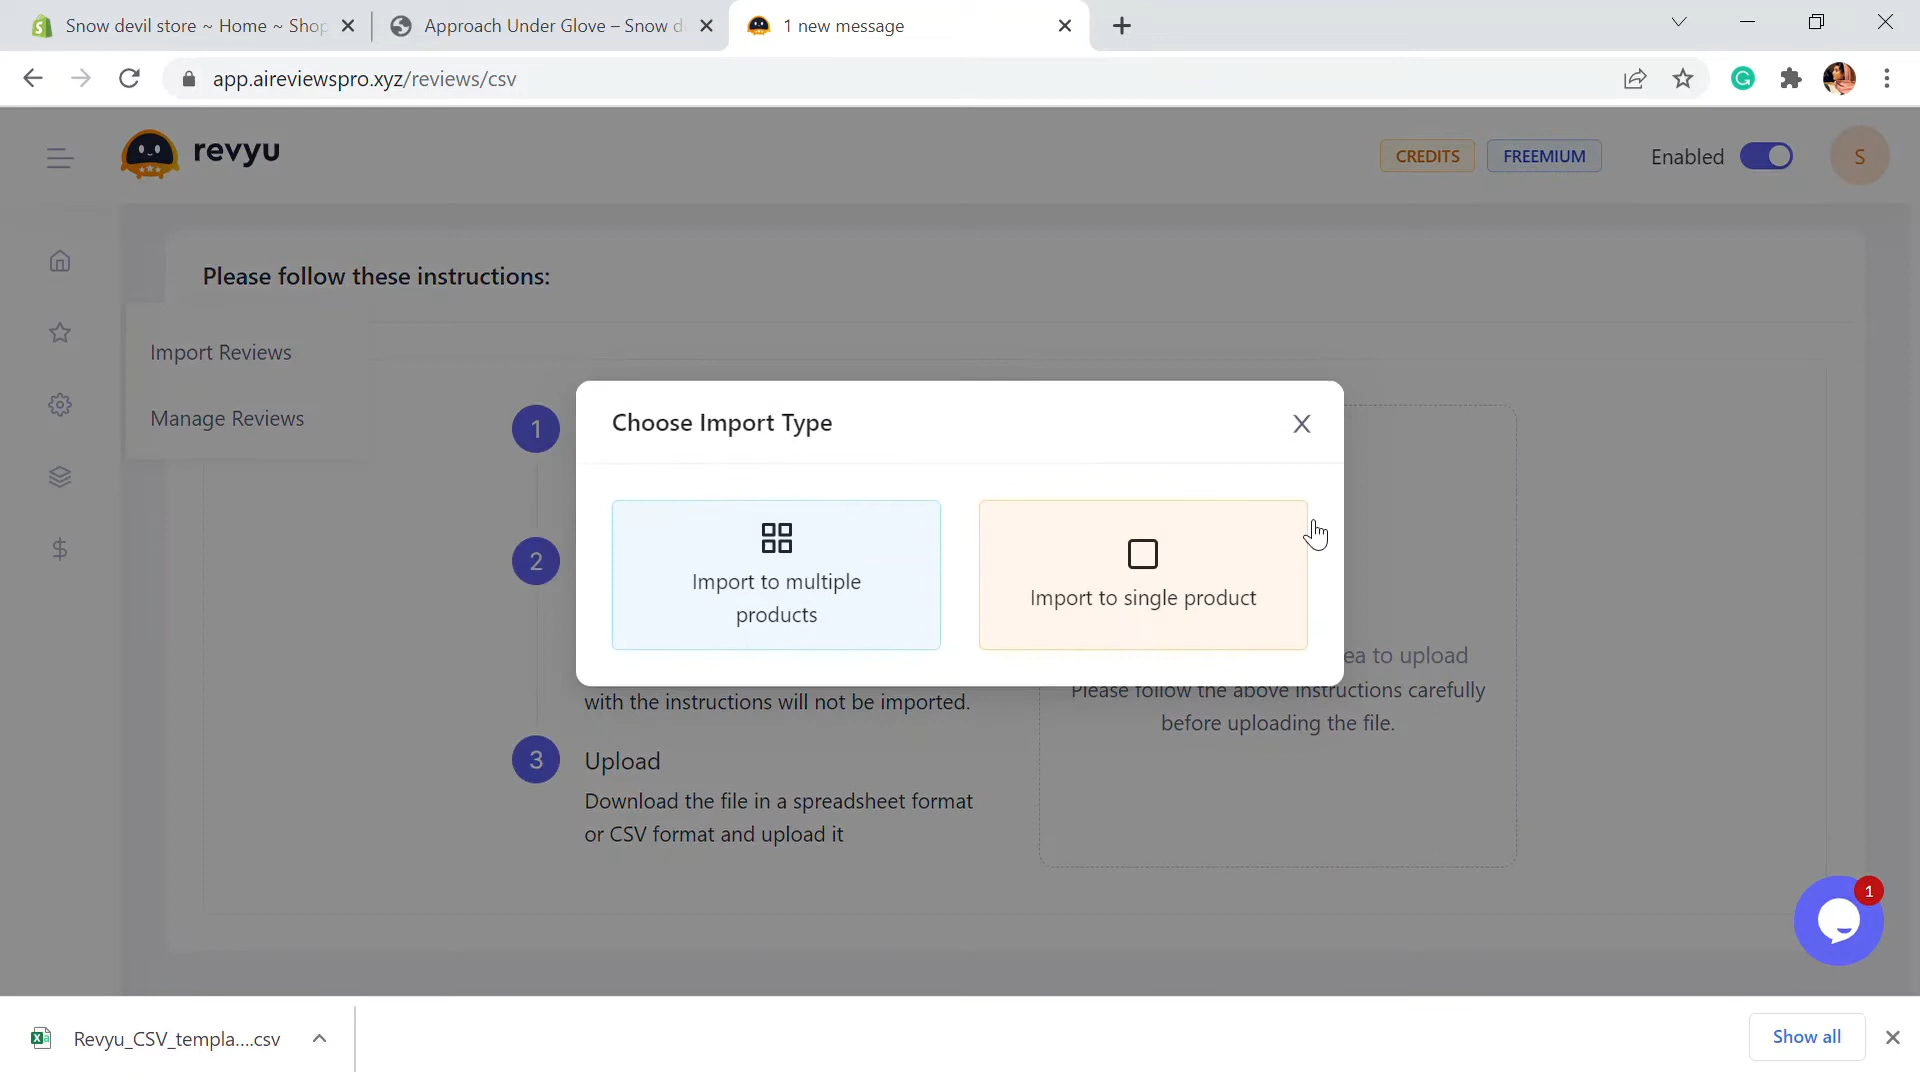 Snow devil store ~ Home ~ Shop
Approach Under Glove – Snow d
1 new message
app.aireviewspro.xyz/reviews/csv
revyu
CREDITS
FREEMIUM
Enabled
S
Please follow these instructions:
Import Reviews
Manage Reviews
1
Choose Import Type
2
Import to multiple
products
Import to single product
ea to upload
with the instructions will not be imported.
Please follow the above instructions carefully
before uploading the file.
3
Upload
Download the file in a spreadsheet format
or CSV format and upload it
1
Revyu_CSV_templa....csv
Show all